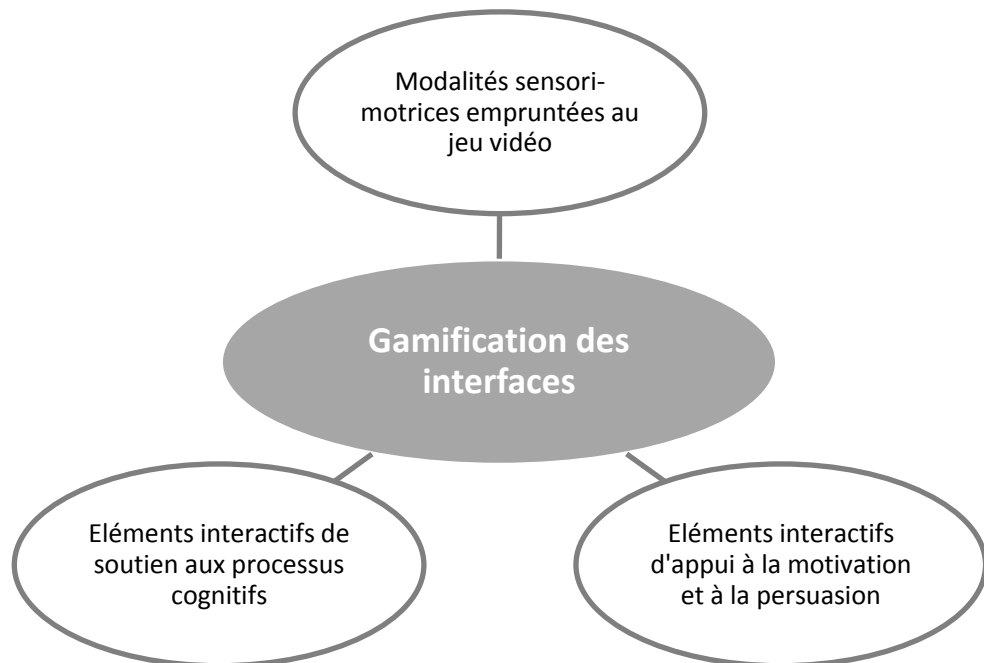 Modalités sensori-
motrices empruntées au
jeu vidéo
Gamification des
interfaces
Eléments interactifs de
soutien aux processus
cognitifs
Eléments interactifs
d'appui à la motivation
et à la persuasion